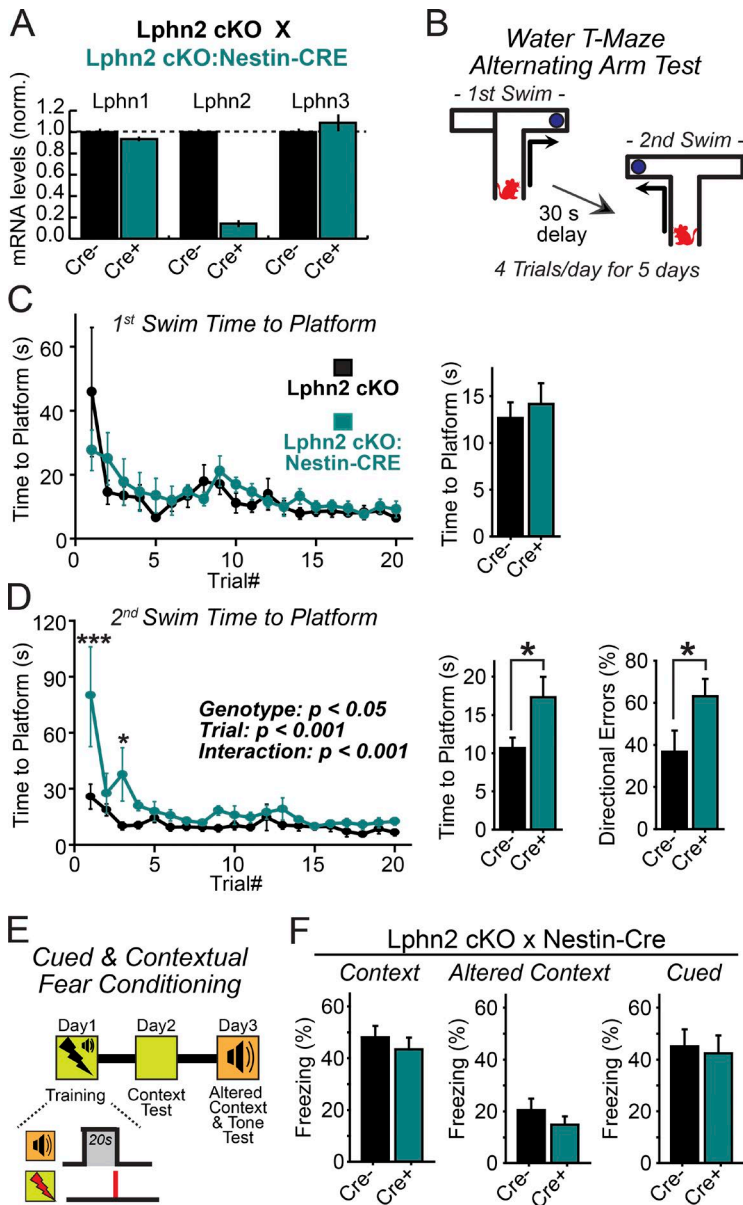 A
Lphn2 cKO X
Lphn2 cKO:Nestin-CRE
Lphn1 Lphn2 Lphn3
mRNA levels (norm.)
1.0
0.8
0.6
0.4
0.2
0.0
Cre- Cre+ Cre- Cre+ Cre- Cre+
B
Water T-Maze
Alternating Arm Test
- 1st Swim -
- 2nd Swim -
30 s
delay
4 Trials/day for 5 days
C
1st Swim Time to Platform
Time to Platform (s)
60
40
20
0
0 5 10 15 20
Trial#
Lphn2 cKO
Lphn2 cKO:
Nestin-CRE
Time to Platform (s)
15
10
5
0
Cre- Cre+
D
2nd Swim Time to Platform
Time to Platform (s)
120
90
60
30
0
0 5 10 15 20
Trial#
***
*
Genotype: p < 0.05
Trial: p < 0.001
Interaction: p < 0.001
Time to Platform (s)
20
15
10
5
0
*
Cre- Cre+
Directional Errors (%)
80
60
40
20
0
*
Cre- Cre+
E
Cued & Contextual
Fear Conditioning
Day1 Day2 Day3
Training
Context
Test
Altered
Context
& Tone
Test
20s
F
Lphn2 cKO x Nestin-Cre
Context Altered Context Cued
Freezing (%)
60
40
20
0
Cre- Cre+
Freezing (%)
60
40
20
0
Cre- Cre+
Freezing (%)
60
40
20
0
Cre- Cre+